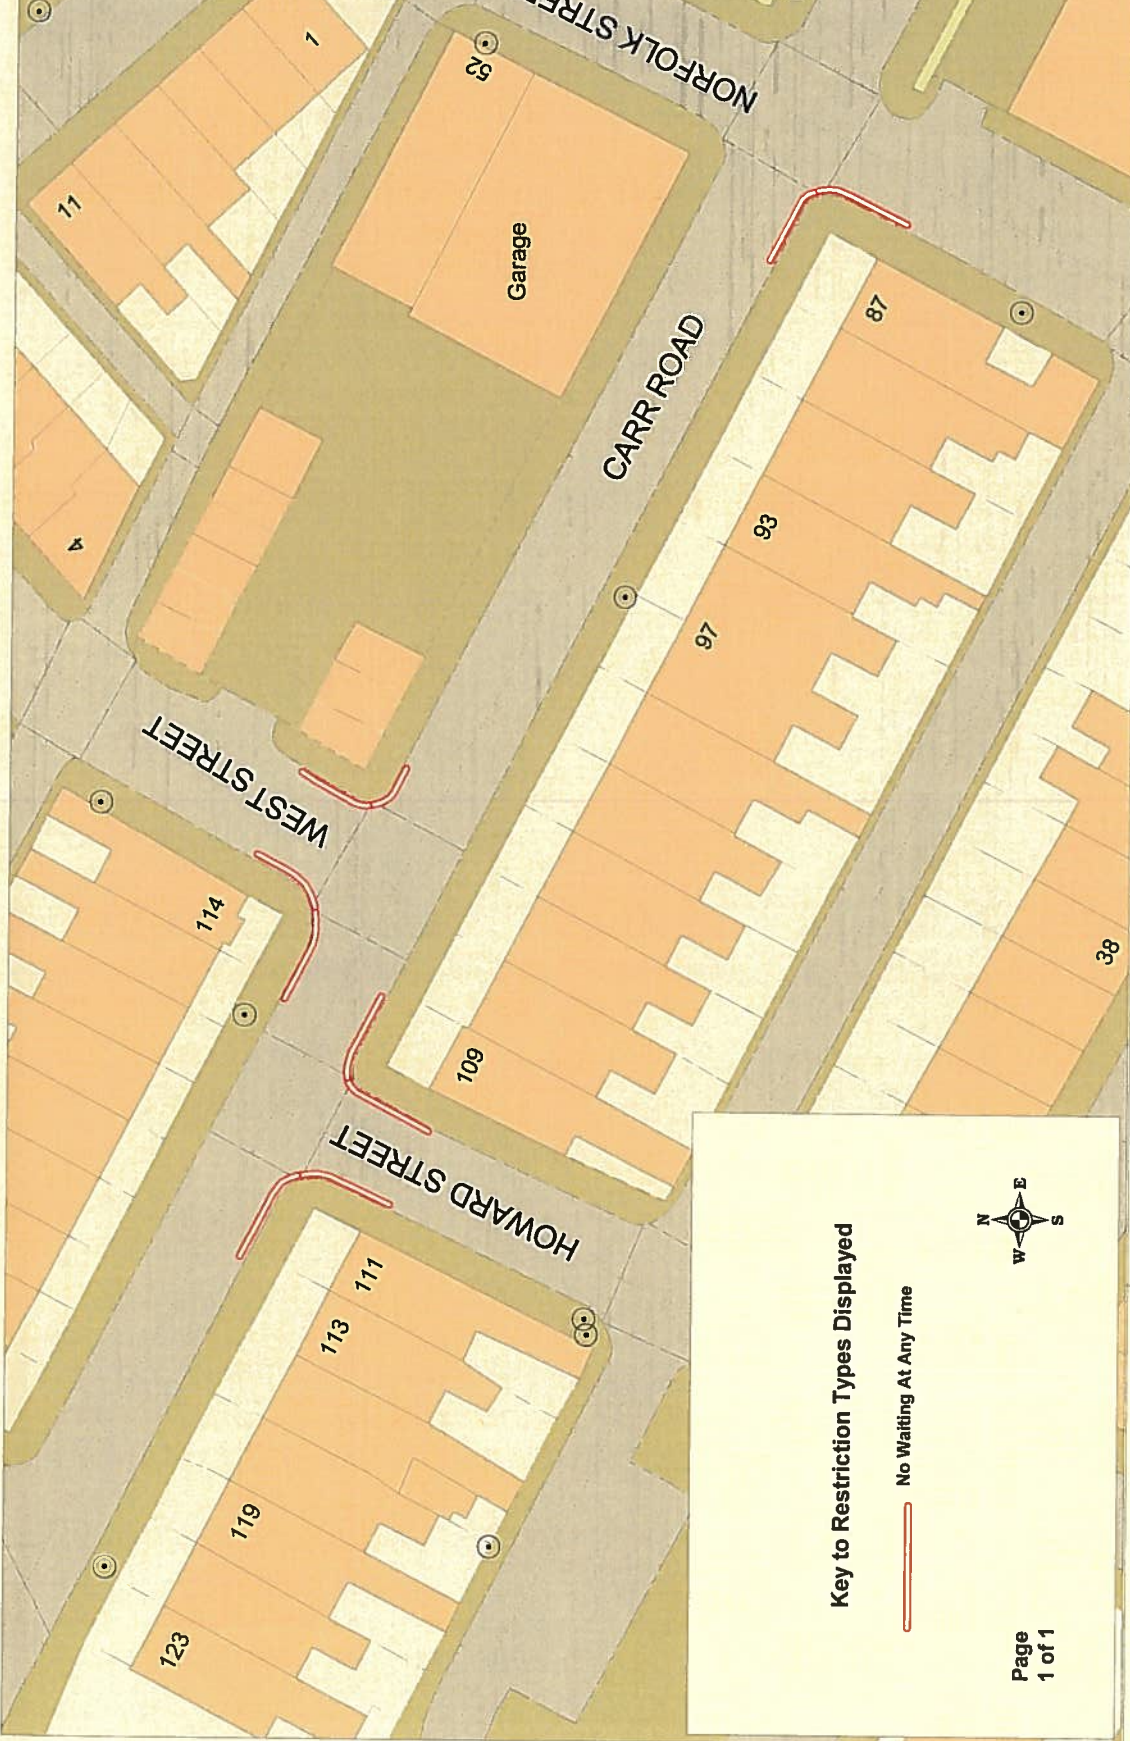 NORFOLK STREE
1
52
11
Garage
CARR ROAD
87
4
93
97
WEST STREET
114
109
38
HOWARD STREET
111
113
119
123
Key to Restriction Types Displayed
No Waiting At Any Time
N
W
E
S
Page
1 of 1